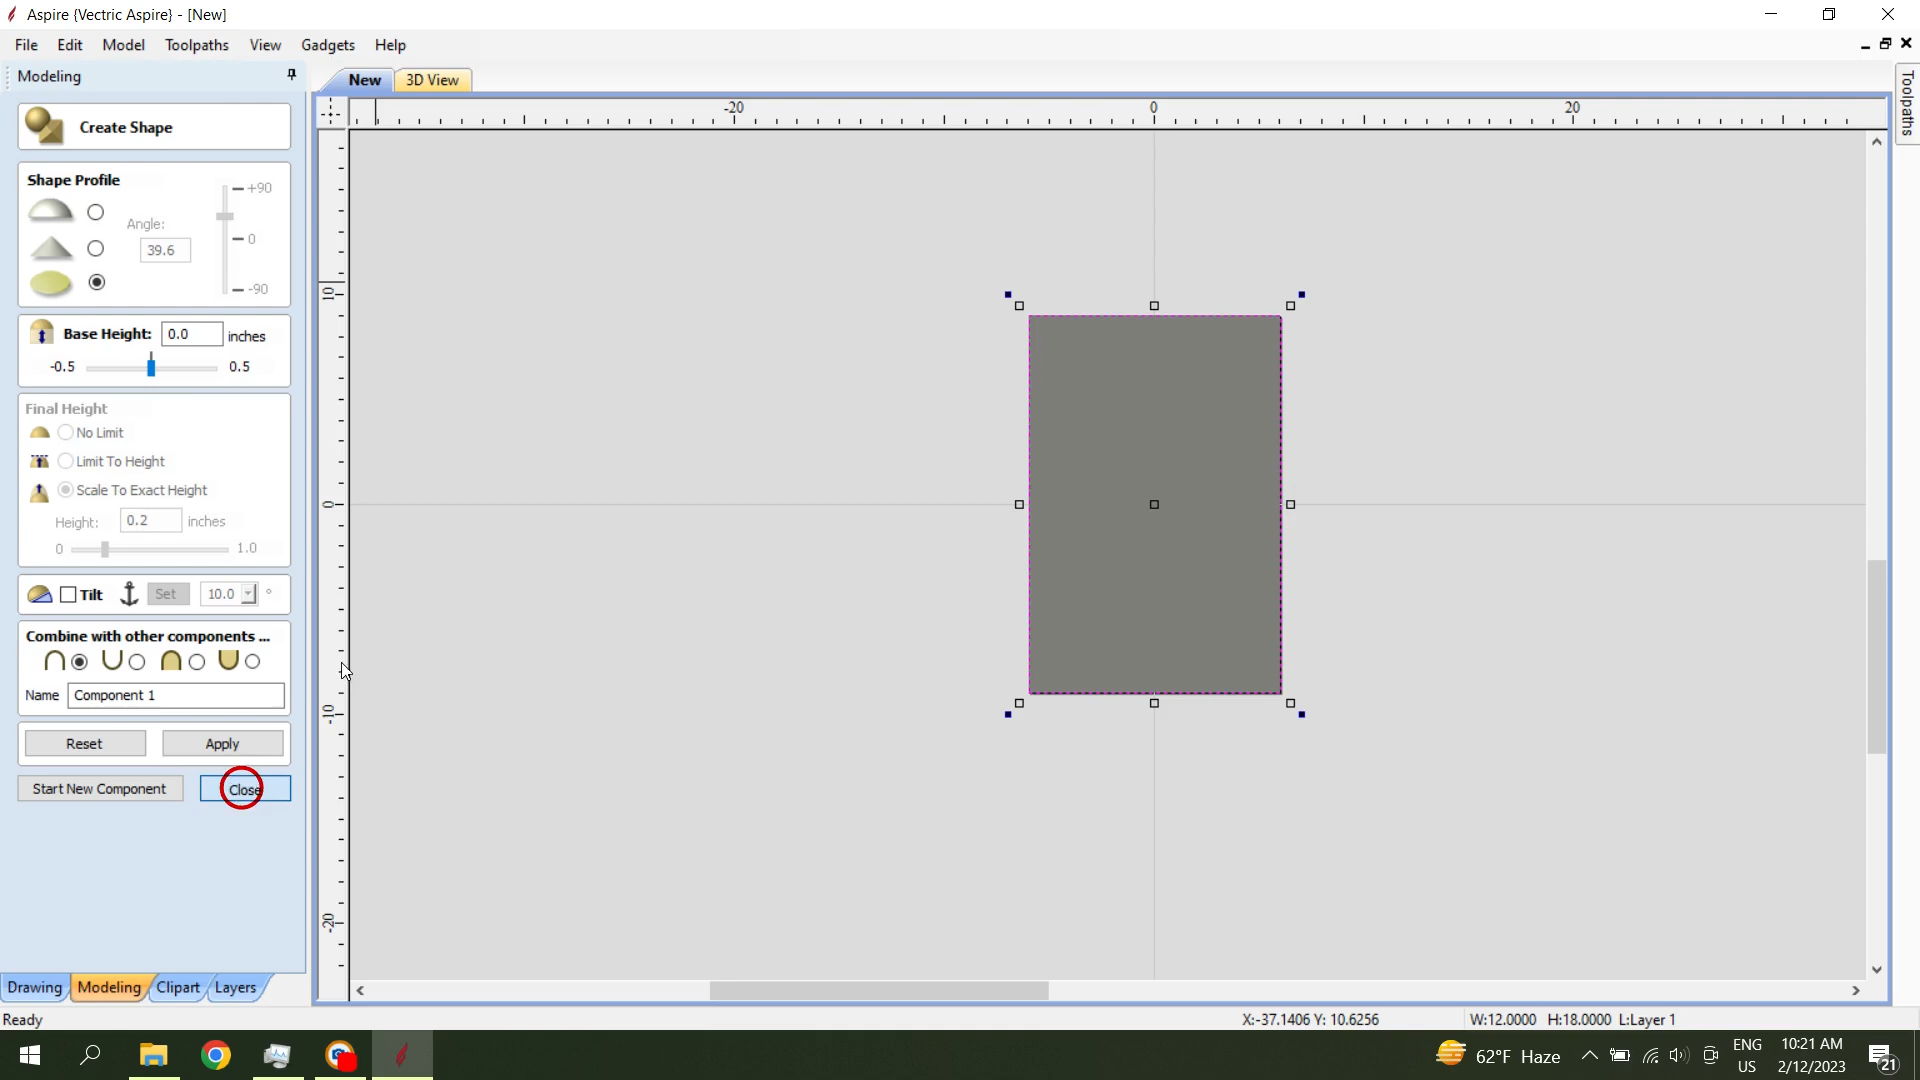 Aspire {Vectric Aspire} - [New]
File Edit Model Toolpaths View Gadgets Help
Modeling
New 3D View
Toolpaths
-20 0 20
Create Shape
Shape Profile
+90
Angle:
39.6
0
-90
10
Base Height: 0.0 inches
-0.5 0.5
Final Height
No Limit
Limit To Height
Scale To Exact Height
0
Height: 0.2 inches
0 1.0
Tilt Set 10.0 °
Combine with other components ...
Name Component 1
-10
Reset Apply
Start New Component Close
-20
Drawing Modeling Clipart Layers
Ready X:-37.1406 Y: 10.6256 W:12.0000 H:18.0000 L:Layer 1
62°F Haze ENG US 10:21 AM 2/12/2023 21